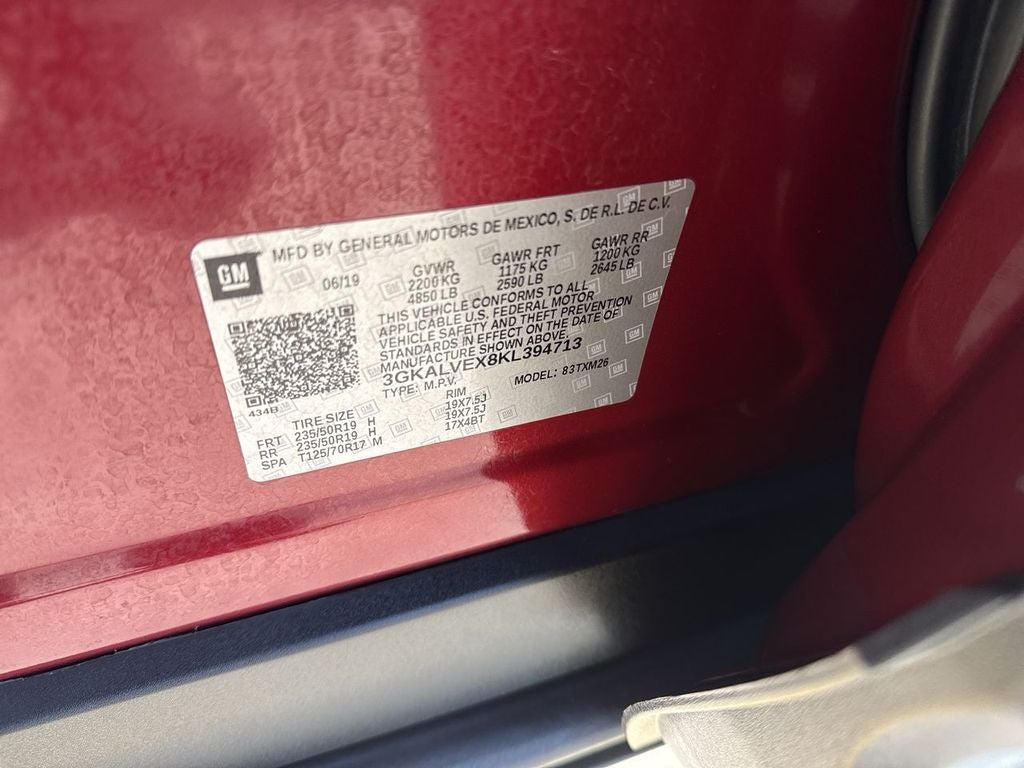 GM
MFD BY GENERAL MOTORS DE MEXICO, S. DE R.L. DE C.V.
06/19
GVWR
2200 KG
4850 LB
GAWR FRT
1175 KG
2590 LB
GAWR RR
1200 KG
2645 LB
THIS VEHICLE CONFORMS TO ALL
APPLICABLE U.S. FEDERAL MOTOR
VEHICLE SAFETY AND THEFT PREVENTION
STANDARDS IN EFFECT ON THE DATE OF
MANUFACTURE SHOWN ABOVE.
3GKALVEX8KL394713
TYPE: M.P.V.
MODEL: 83TXM26
434B
TIRE SIZE RIM
FRT 235/50R19 H 19X7.5J
RR 235/50R19 H 19X7.5J
SPA T125/70R17 M 17X4BT